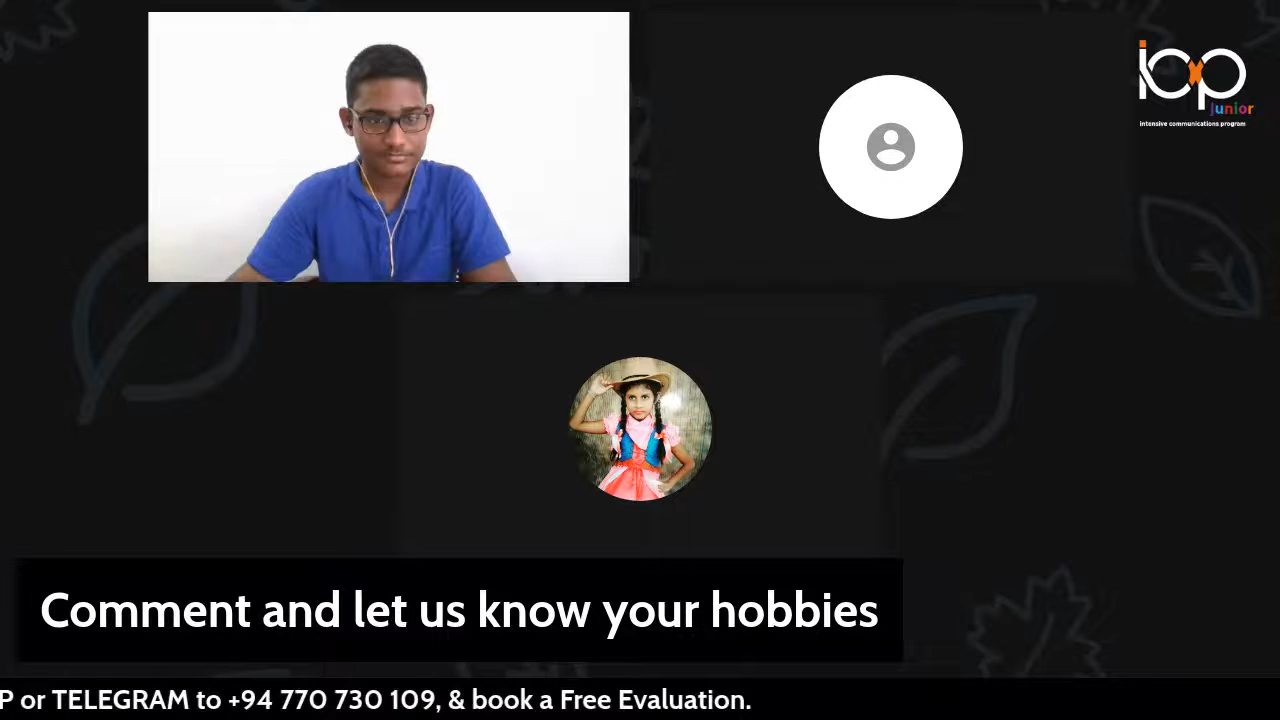 icxp
junior
intensive communications program
Comment and let us know your hobbies
P or TELEGRAM to +94 770 730 109, & book a Free Evaluation.